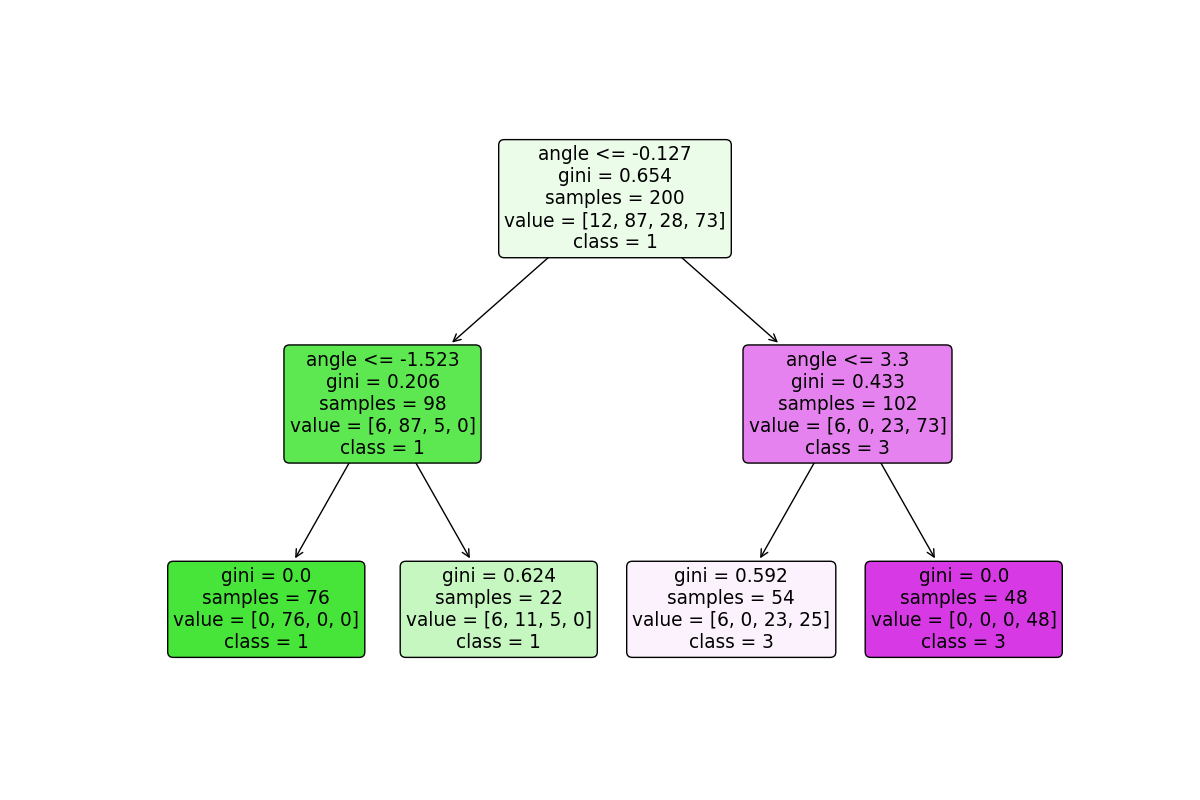 angle <= -0.127
gini = 0.654
samples = 200
value = [12, 87, 28, 73]
class = 1
angle <= -1.523
gini = 0.206
samples = 98
value = [6, 87, 5, 0]
class = 1
angle <= 3.3
gini = 0.433
samples = 102
value = [6, 0, 23, 73]
class = 3
gini = 0.0
samples = 76
value = [0, 76, 0, 0]
class = 1
gini = 0.624
samples = 22
value = [6, 11, 5, 0]
class = 1
gini = 0.592
samples = 54
value = [6, 0, 23, 25]
class = 3
gini = 0.0
samples = 48
value = [0, 0, 0, 48]
class = 3